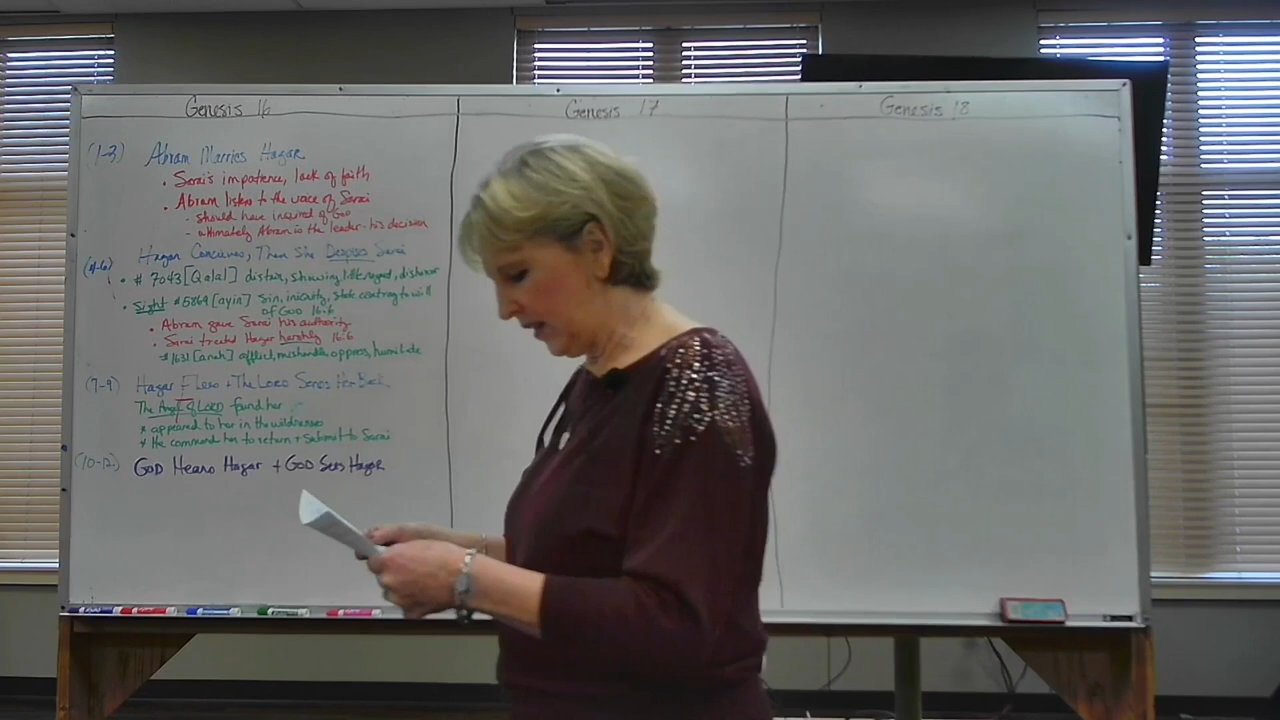 Genesis 16
Genesis 17
Genesis 18
(1-3) Abram Marries Hagar
• Sarai's impatience, lack of faith
• Abram listens to the voice of Sarai
- should have inquired of God
- ultimately Abram is the leader - his decision
(4-6) Hagar Conceives, Then She Despises Sarai
• # 7043 [Qalal] disdain, showing little regard, dishonor
• Sight #5869 [ayin] sin, iniquity, state contrary to will
of GOD 16:6
• Abram gave Sarai his authority
• Sarai treated Hagar harshly 16:6
[anah] afflict, mishandle, oppress, humiliate
(7-9) Hagar Flees + The LORD Sends Her Back
The Angel of LORD found her
* appeared to her in the wilderness
* He command her to return + submit to Sarai
(10-12) GOD Hears Hagar + GOD Sees Hagar